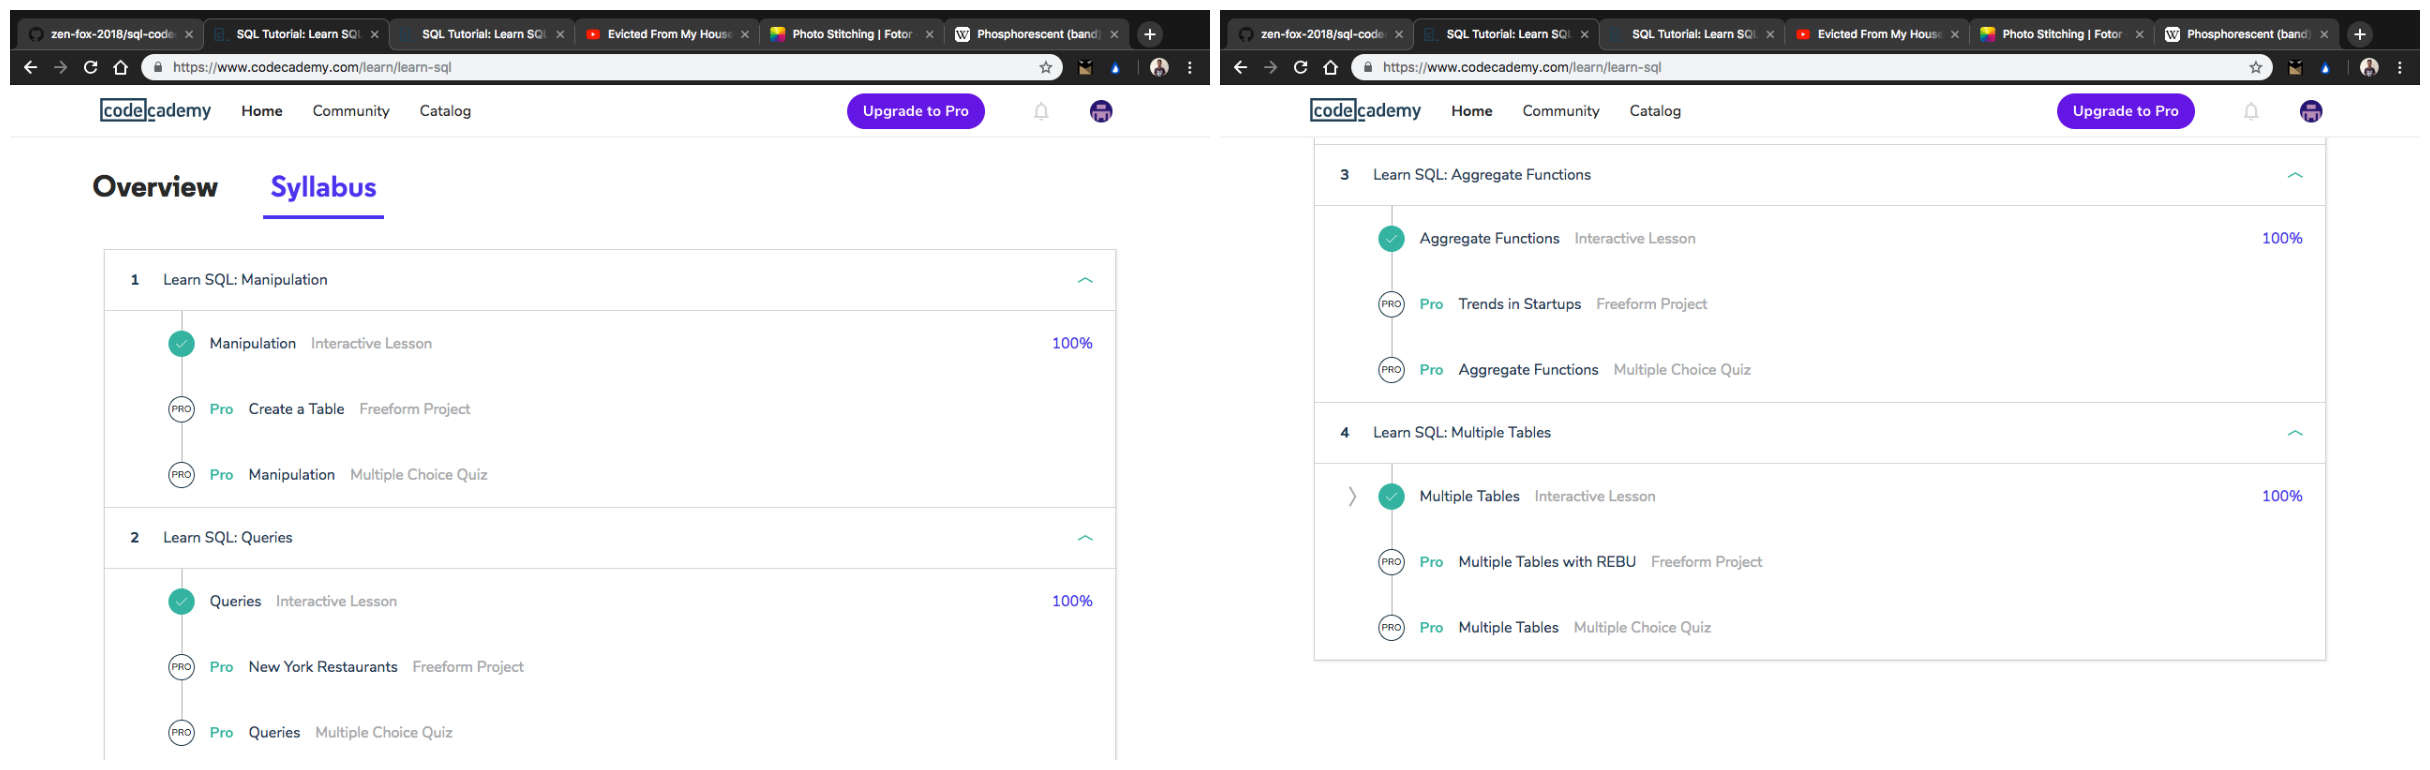 zen-fox-2018/sql-code
SQL Tutorial: Learn SQL
SQL Tutorial: Learn SQL
Evicted From My House
Photo Stitching | Fotor
Phosphorescent (band)
https://www.codecademy.com/learn/learn-sql
codecademy
Home
Community
Catalog
Upgrade to Pro
Overview
Syllabus
1 Learn SQL: Manipulation
Manipulation Interactive Lesson 100%
PRO Pro Create a Table Freeform Project
PRO Pro Manipulation Multiple Choice Quiz
2 Learn SQL: Queries
Queries Interactive Lesson 100%
PRO Pro New York Restaurants Freeform Project
PRO Pro Queries Multiple Choice Quiz
zen-fox-2018/sql-code
SQL Tutorial: Learn SQL
SQL Tutorial: Learn SQL
Evicted From My House
Photo Stitching | Fotor
Phosphorescent (band)
https://www.codecademy.com/learn/learn-sql
codecademy
Home
Community
Catalog
Upgrade to Pro
3 Learn SQL: Aggregate Functions
Aggregate Functions Interactive Lesson 100%
PRO Pro Trends in Startups Freeform Project
PRO Pro Aggregate Functions Multiple Choice Quiz
4 Learn SQL: Multiple Tables
Multiple Tables Interactive Lesson 100%
PRO Pro Multiple Tables with REBU Freeform Project
PRO Pro Multiple Tables Multiple Choice Quiz